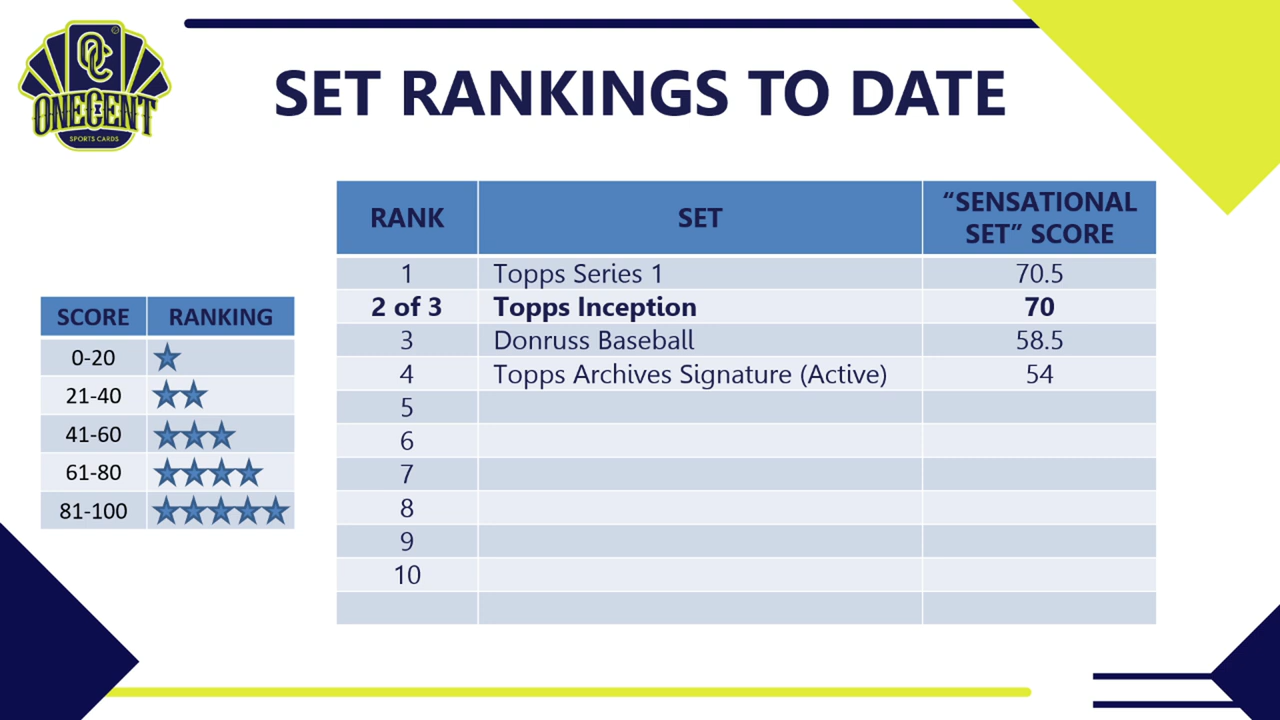 OC
ONECENT
SPORTS CARDS
SET RANKINGS TO DATE
SCORE RANKING
0-20
21-40
41-60
61-80
81-100
RANK SET “SENSATIONAL
SET” SCORE
1 Topps Series 1 70.5
2 of 3 Topps Inception 70
3 Donruss Baseball 58.5
4 Topps Archives Signature (Active) 54
5
6
7
8
9
10